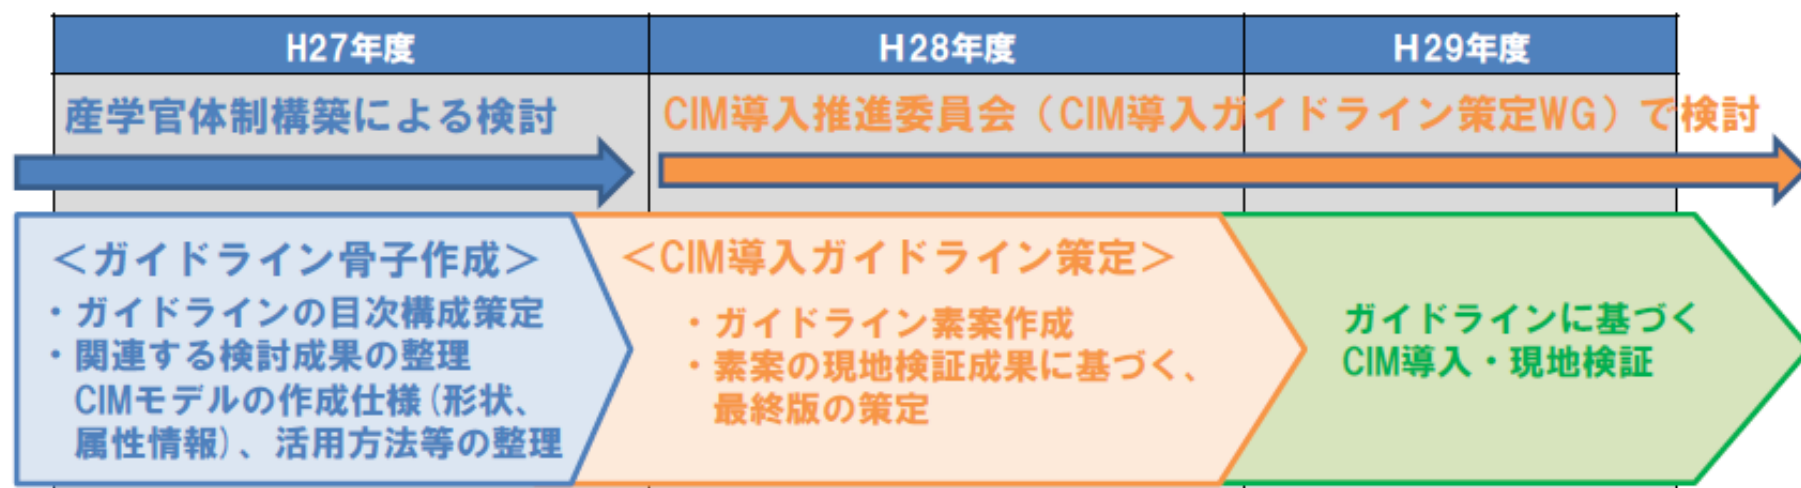 H27年度
H28年度
H29年度
産学官体制構築による検討
CIM導入推進委員会(CIM導入ガイドライン策定WG)で検討
<ガイドライン骨子作成>
・ガイドラインの目次構成策定
・関連する検討成果の整理
CIMモデルの作成仕様(形状、
属性情報)、活用方法等の整理
<CIM導入ガイドライン策定>
・ガイドライン素案作成
・素案の現地検証成果に基づく、
最終版の策定
ガイドラインに基づく
CIM導入・現地検証